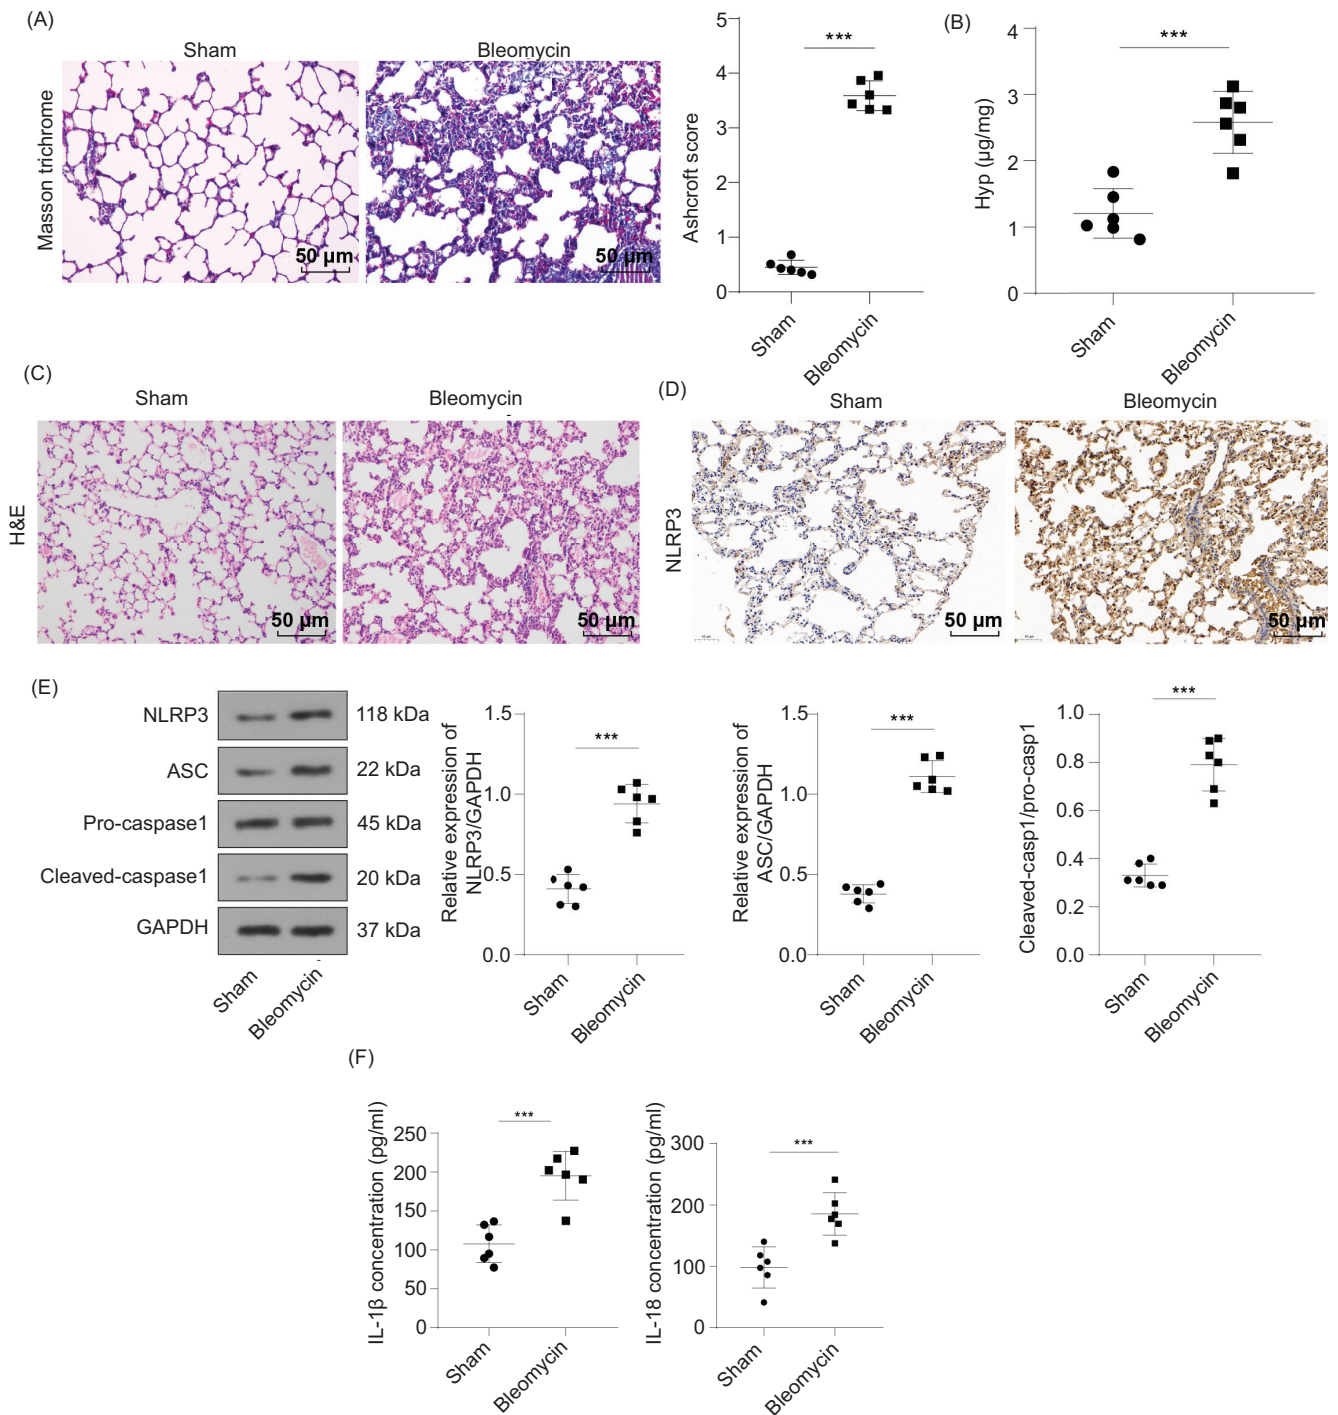 (A)
Sham
Bleomycin
Masson trichrome
50 µm
50 µm
Ashcroft score
5
4
3
2
1
0
***
Sham
Bleomycin
(B)
Hyp (µg/mg)
4
3
2
1
0
***
Sham
Bleomycin
(C)
Sham
Bleomycin
H&E
50 µm
50 µm
(D)
Sham
Bleomycin
NLRP3
50 µm
50 µm
(E)
NLRP3
118 kDa
ASC
22 kDa
Pro-caspase1
45 kDa
Cleaved-caspase1
20 kDa
GAPDH
37 kDa
Sham
Bleomycin
Relative expression of
NLRP3/GAPDH
1.5
1.0
0.5
0.0
***
Sham
Bleomycin
Relative expression of
ASC/GAPDH
1.5
1.0
0.5
0.0
***
Sham
Bleomycin
Cleaved-casp1/pro-casp1
1.0
0.8
0.6
0.4
0.2
0.0
***
Sham
Bleomycin
(F)
IL-1β concentration (pg/ml)
250
200
150
100
50
0
***
Sham
Bleomycin
IL-18 concentration (pg/ml)
300
200
100
0
***
Sham
Bleomycin